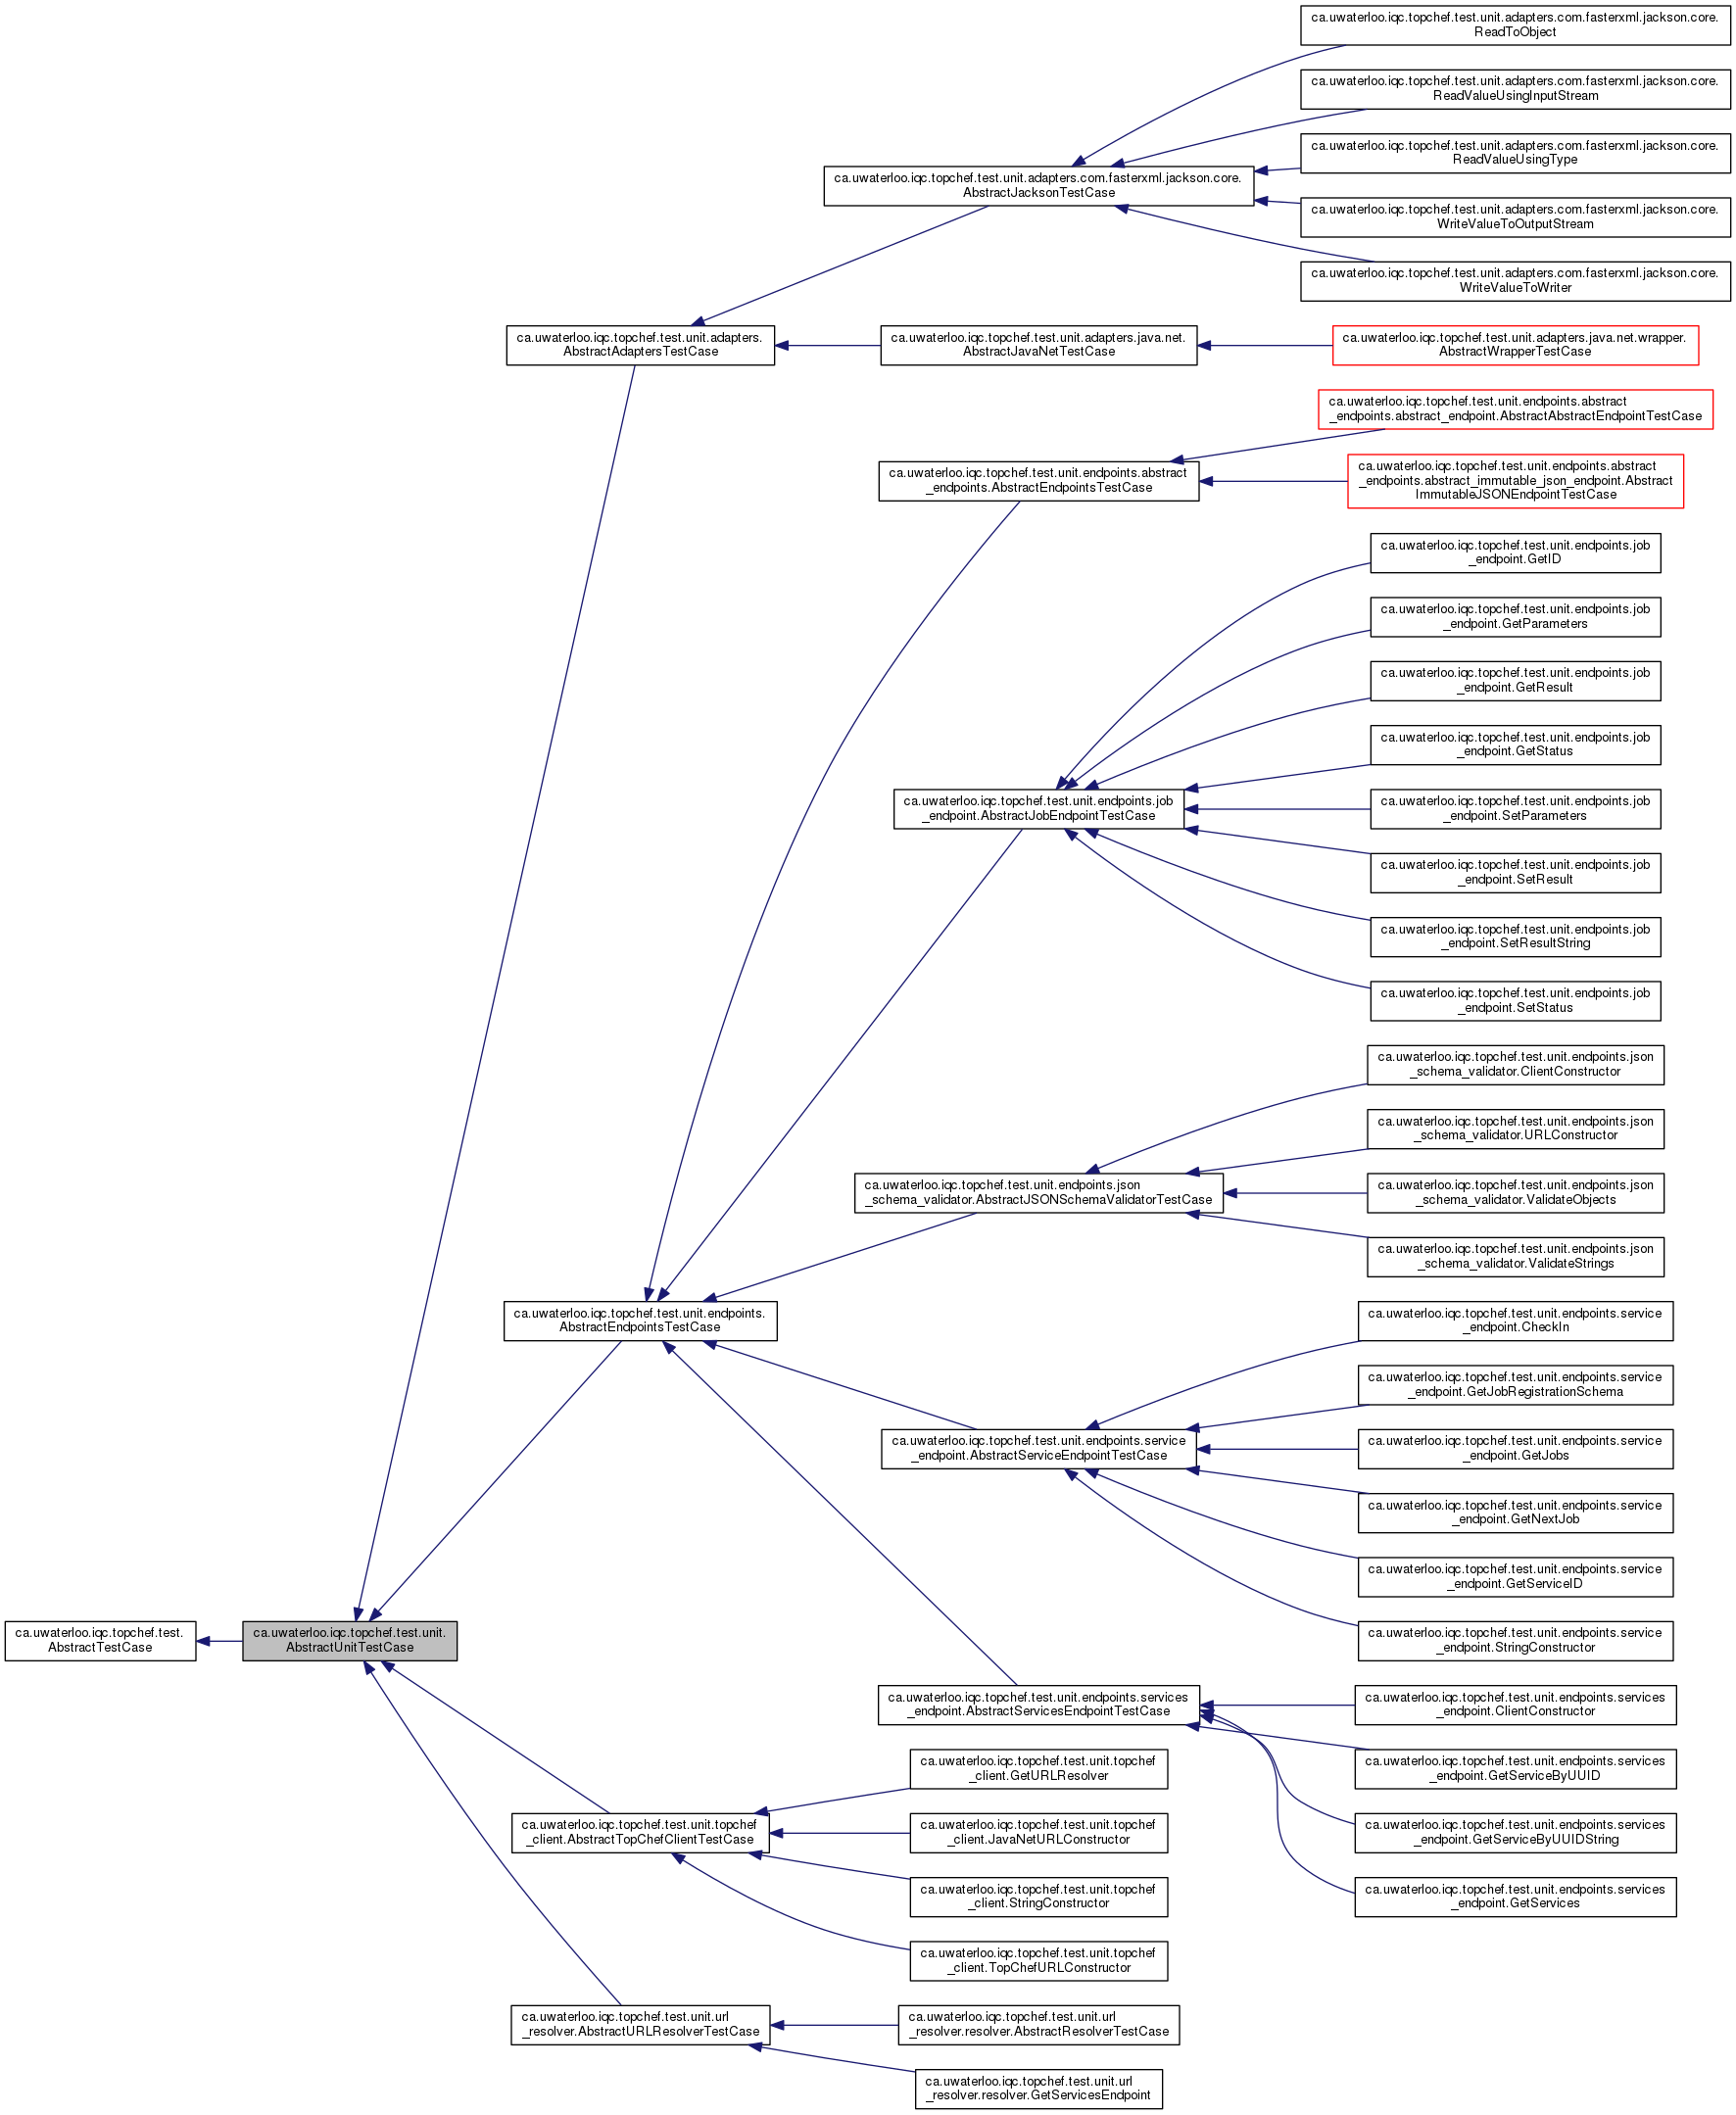 ca.uwaterloo.iqc.topchef.test.unit.adapters.com.fasterxml.jackson.core.
ReadToObject
ca.uwaterloo.iqc.topchef.test.unit.adapters.com.fasterxml.jackson.core.
ReadValueUsingInputStream
ca.uwaterloo.iqc.topchef.test.unit.adapters.com.fasterxml.jackson.core.
ReadValueUsingType
ca.uwaterloo.iqc.topchef.test.unit.adapters.com.fasterxml.jackson.core.
AbstractJacksonTestCase
ca.uwaterloo.iqc.topchef.test.unit.adapters.com.fasterxml.jackson.core.
WriteValueToOutputStream
ca.uwaterloo.iqc.topchef.test.unit.adapters.com.fasterxml.jackson.core.
WriteValueToWriter
ca.uwaterloo.iqc.topchef.test.unit.adapters.
AbstractAdaptersTestCase
ca.uwaterloo.iqc.topchef.test.unit.adapters.java.net.
AbstractJavaNetTestCase
ca.uwaterloo.iqc.topchef.test.unit.adapters.java.net.wrapper.
AbstractWrapperTestCase
ca.uwaterloo.iqc.topchef.test.unit.endpoints.abstract
_endpoints.abstract_endpoint.AbstractAbstractEndpointTestCase
ca.uwaterloo.iqc.topchef.test.unit.endpoints.abstract
_endpoints.AbstractEndpointsTestCase
ca.uwaterloo.iqc.topchef.test.unit.endpoints.abstract
_endpoints.abstract_immutable_json_endpoint.Abstract
ImmutableJSONEndpointTestCase
ca.uwaterloo.iqc.topchef.test.unit.endpoints.job
_endpoint.GetID
ca.uwaterloo.iqc.topchef.test.unit.endpoints.job
_endpoint.GetParameters
ca.uwaterloo.iqc.topchef.test.unit.endpoints.job
_endpoint.GetResult
ca.uwaterloo.iqc.topchef.test.unit.endpoints.job
_endpoint.GetStatus
ca.uwaterloo.iqc.topchef.test.unit.endpoints.job
_endpoint.AbstractJobEndpointTestCase
ca.uwaterloo.iqc.topchef.test.unit.endpoints.job
_endpoint.SetParameters
ca.uwaterloo.iqc.topchef.test.unit.endpoints.job
_endpoint.SetResult
ca.uwaterloo.iqc.topchef.test.unit.endpoints.job
_endpoint.SetResultString
ca.uwaterloo.iqc.topchef.test.unit.endpoints.job
_endpoint.SetStatus
ca.uwaterloo.iqc.topchef.test.unit.endpoints.json
_schema_validator.ClientConstructor
ca.uwaterloo.iqc.topchef.test.unit.endpoints.json
_schema_validator.URLConstructor
ca.uwaterloo.iqc.topchef.test.unit.endpoints.json
_schema_validator.AbstractJSONSchemaValidatorTestCase
ca.uwaterloo.iqc.topchef.test.unit.endpoints.json
_schema_validator.ValidateObjects
ca.uwaterloo.iqc.topchef.test.unit.endpoints.json
_schema_validator.ValidateStrings
ca.uwaterloo.iqc.topchef.test.unit.endpoints.
AbstractEndpointsTestCase
ca.uwaterloo.iqc.topchef.test.unit.endpoints.service
_endpoint.CheckIn
ca.uwaterloo.iqc.topchef.test.unit.endpoints.service
_endpoint.GetJobRegistrationSchema
ca.uwaterloo.iqc.topchef.test.unit.endpoints.service
_endpoint.AbstractServiceEndpointTestCase
ca.uwaterloo.iqc.topchef.test.unit.endpoints.service
_endpoint.GetJobs
ca.uwaterloo.iqc.topchef.test.unit.endpoints.service
_endpoint.GetNextJob
ca.uwaterloo.iqc.topchef.test.unit.endpoints.service
_endpoint.GetServiceID
ca.uwaterloo.iqc.topchef.test.
AbstractTestCase
ca.uwaterloo.iqc.topchef.test.unit.
AbstractUnitTestCase
ca.uwaterloo.iqc.topchef.test.unit.endpoints.service
_endpoint.StringConstructor
ca.uwaterloo.iqc.topchef.test.unit.endpoints.services
_endpoint.AbstractServicesEndpointTestCase
ca.uwaterloo.iqc.topchef.test.unit.endpoints.services
_endpoint.ClientConstructor
ca.uwaterloo.iqc.topchef.test.unit.topchef
_client.GetURLResolver
ca.uwaterloo.iqc.topchef.test.unit.endpoints.services
_endpoint.GetServiceByUUID
ca.uwaterloo.iqc.topchef.test.unit.topchef
_client.AbstractTopChefClientTestCase
ca.uwaterloo.iqc.topchef.test.unit.topchef
_client.JavaNetURLConstructor
ca.uwaterloo.iqc.topchef.test.unit.endpoints.services
_endpoint.GetServiceByUUIDString
ca.uwaterloo.iqc.topchef.test.unit.topchef
_client.StringConstructor
ca.uwaterloo.iqc.topchef.test.unit.endpoints.services
_endpoint.GetServices
ca.uwaterloo.iqc.topchef.test.unit.topchef
_client.TopChefURLConstructor
ca.uwaterloo.iqc.topchef.test.unit.url
_resolver.AbstractURLResolverTestCase
ca.uwaterloo.iqc.topchef.test.unit.url
_resolver.resolver.AbstractResolverTestCase
ca.uwaterloo.iqc.topchef.test.unit.url
_resolver.resolver.GetServicesEndpoint